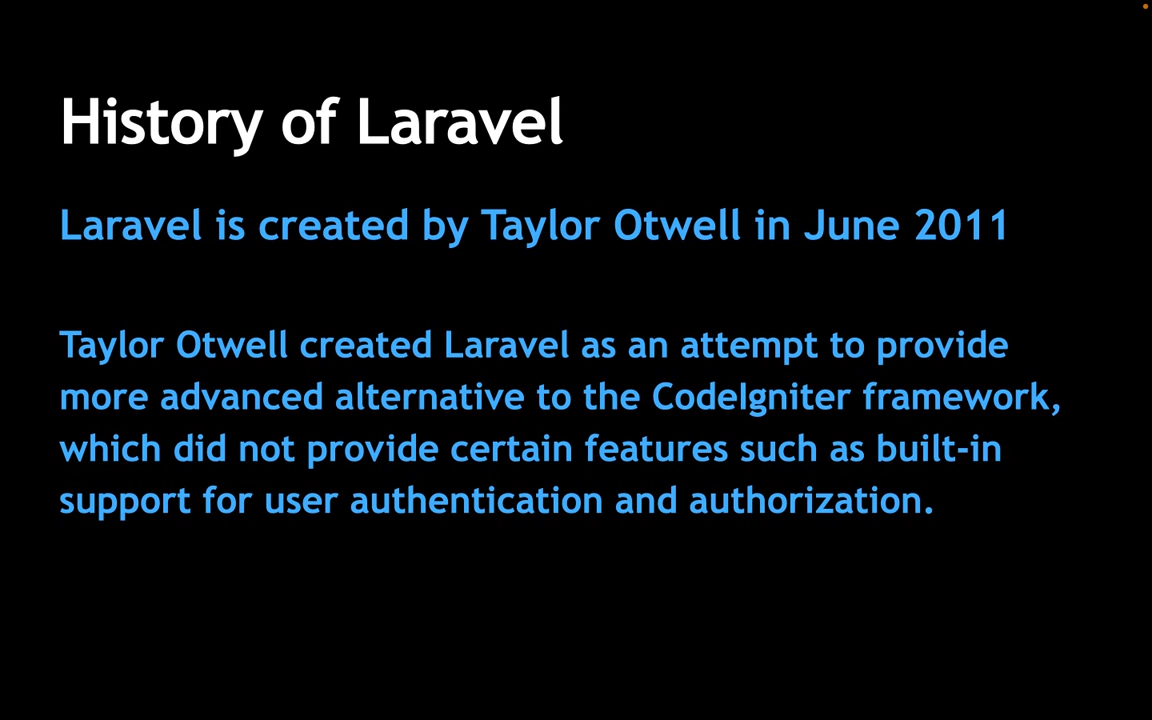 History of Laravel
Laravel is created by Taylor Otwell in June 2011
Taylor Otwell created Laravel as an attempt to provide
more advanced alternative to the CodeIgniter framework,
which did not provide certain features such as built-in
support for user authentication and authorization.